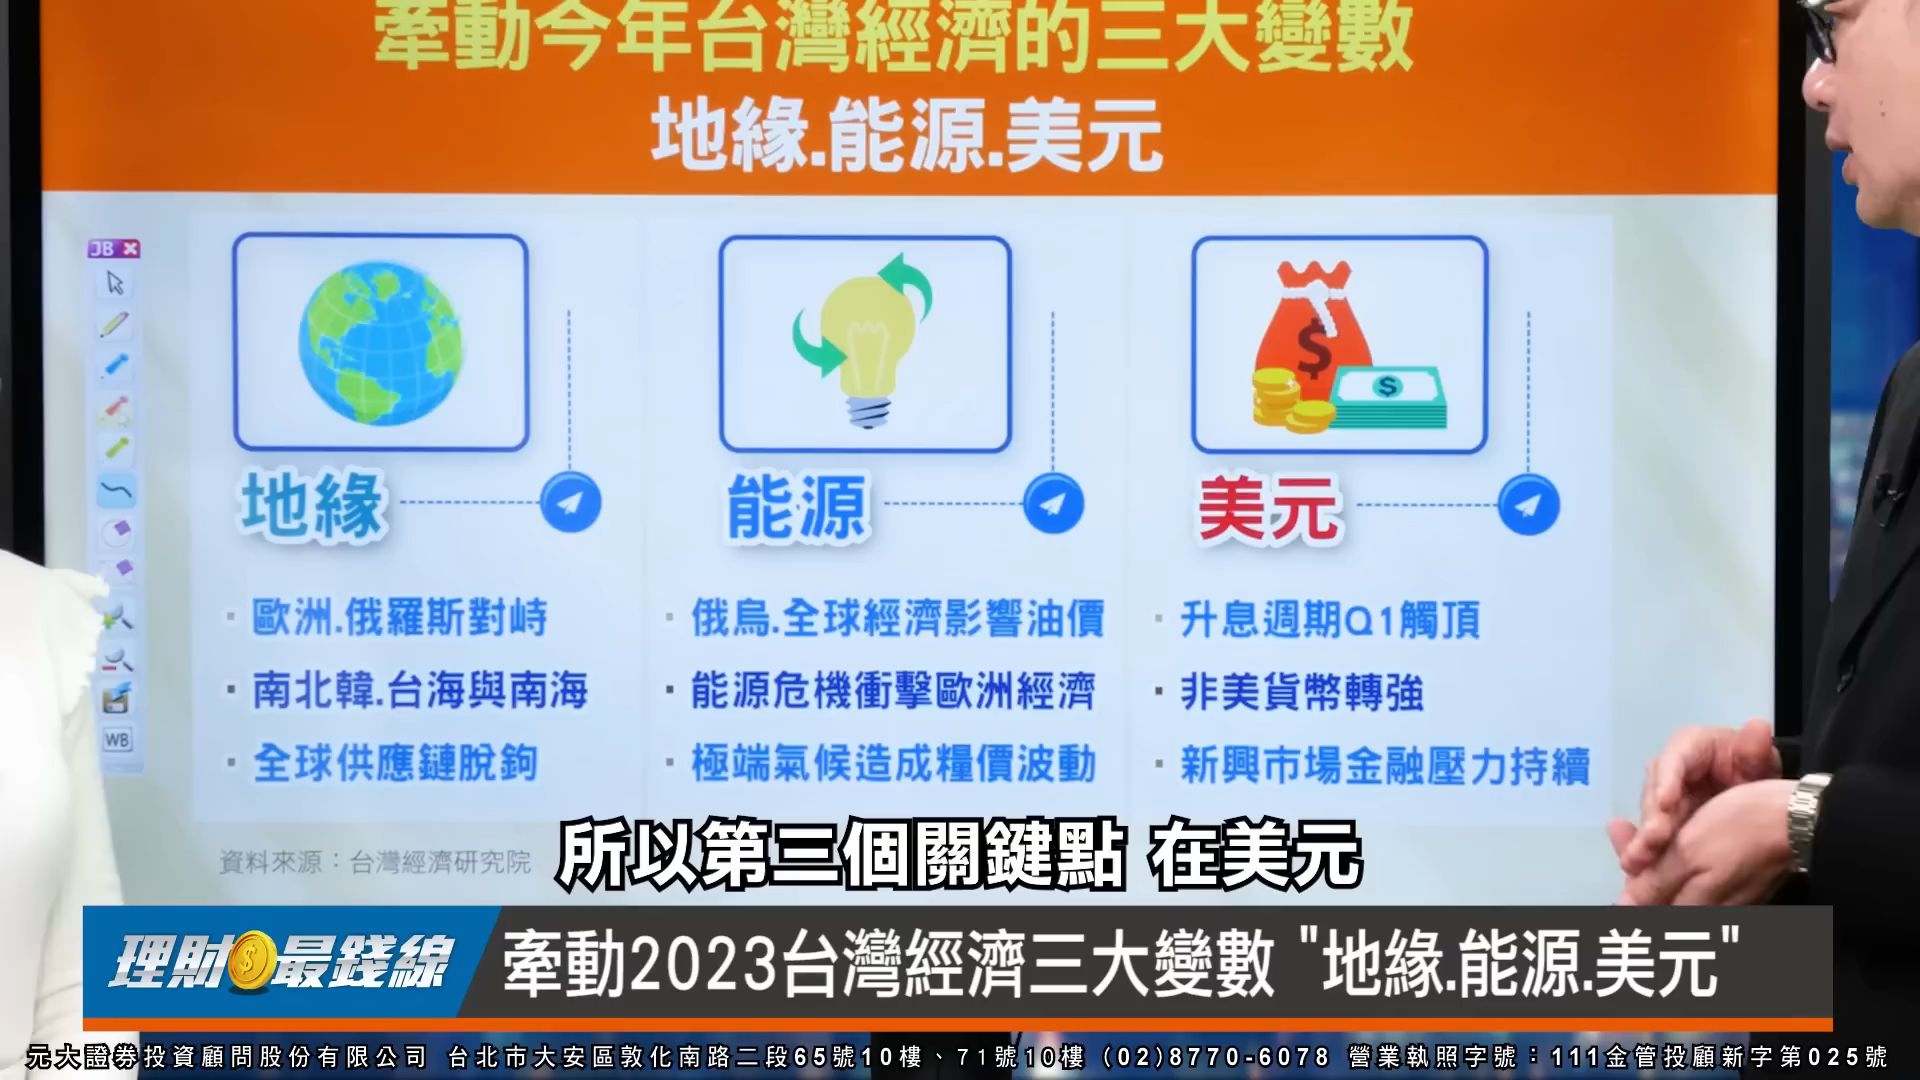 牽動今年台灣經濟的三大變數
地緣.能源.美元
JB
地緣
歐洲.俄羅斯對峙
南北韓.台海與南海
全球供應鏈脫鉤
能源
俄烏.全球經濟影響油價
能源危機衝擊歐洲經濟
極端氣候造成糧價波動
美元
升息週期Q1觸頂
非美貨幣轉強
新興市場金融壓力持續
WB
資料來源：台灣經濟研究院
所以第三個關鍵點 在美元
理財最錢線
牽動2023台灣經濟三大變數 "地緣.能源.美元"
元大證券投資顧問股份有限公司 台北市大安區敦化南路二段65號10樓、71號10樓 (02)8770-6078 營業執照字號：111金管投顧新字第025號